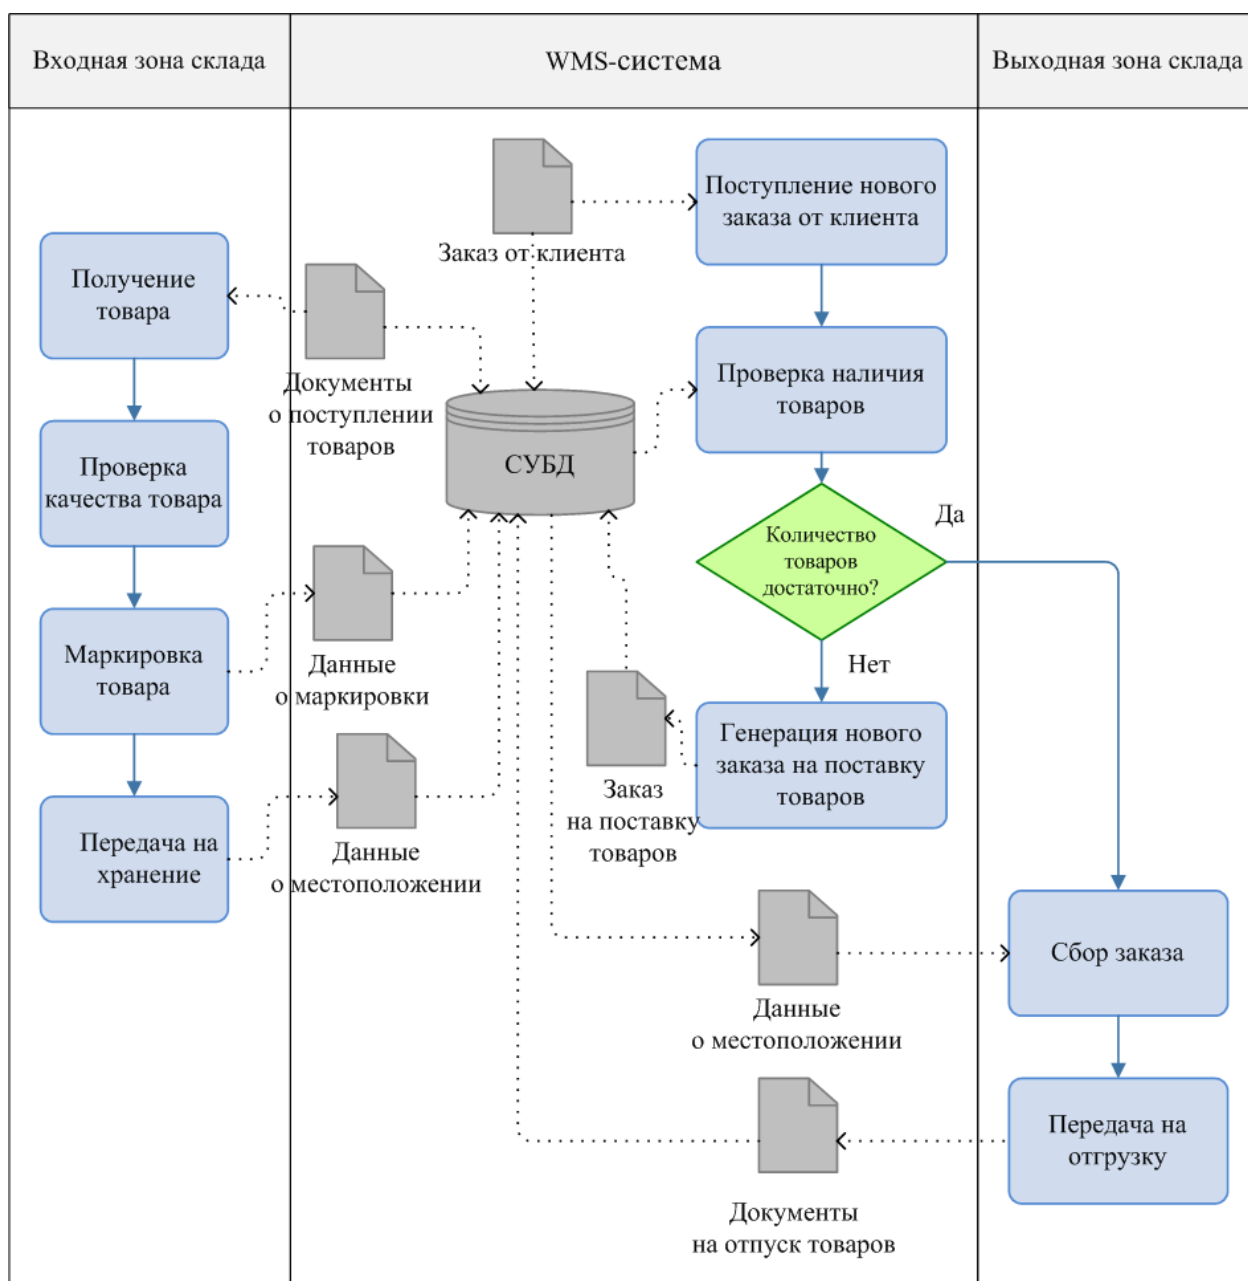 Входная зона склада
WMS-система
Выходная зона склада
Поступление нового
заказа от клиента
Заказ от клиента
Получение
товара
Документы
о поступлении
товаров
Проверка наличия
товаров
СУБД
Проверка
качества товара
Да
Количество
товаров
достаточно?
Маркировка
товара
Данные
о маркировки
Нет
Генерация нового
заказа на поставку
товаров
Заказ
на поставку
товаров
Передача на
хранение
Данные
о местоположении
Сбор заказа
Данные
о местоположении
Передача на
отгрузку
Документы
на отпуск товаров